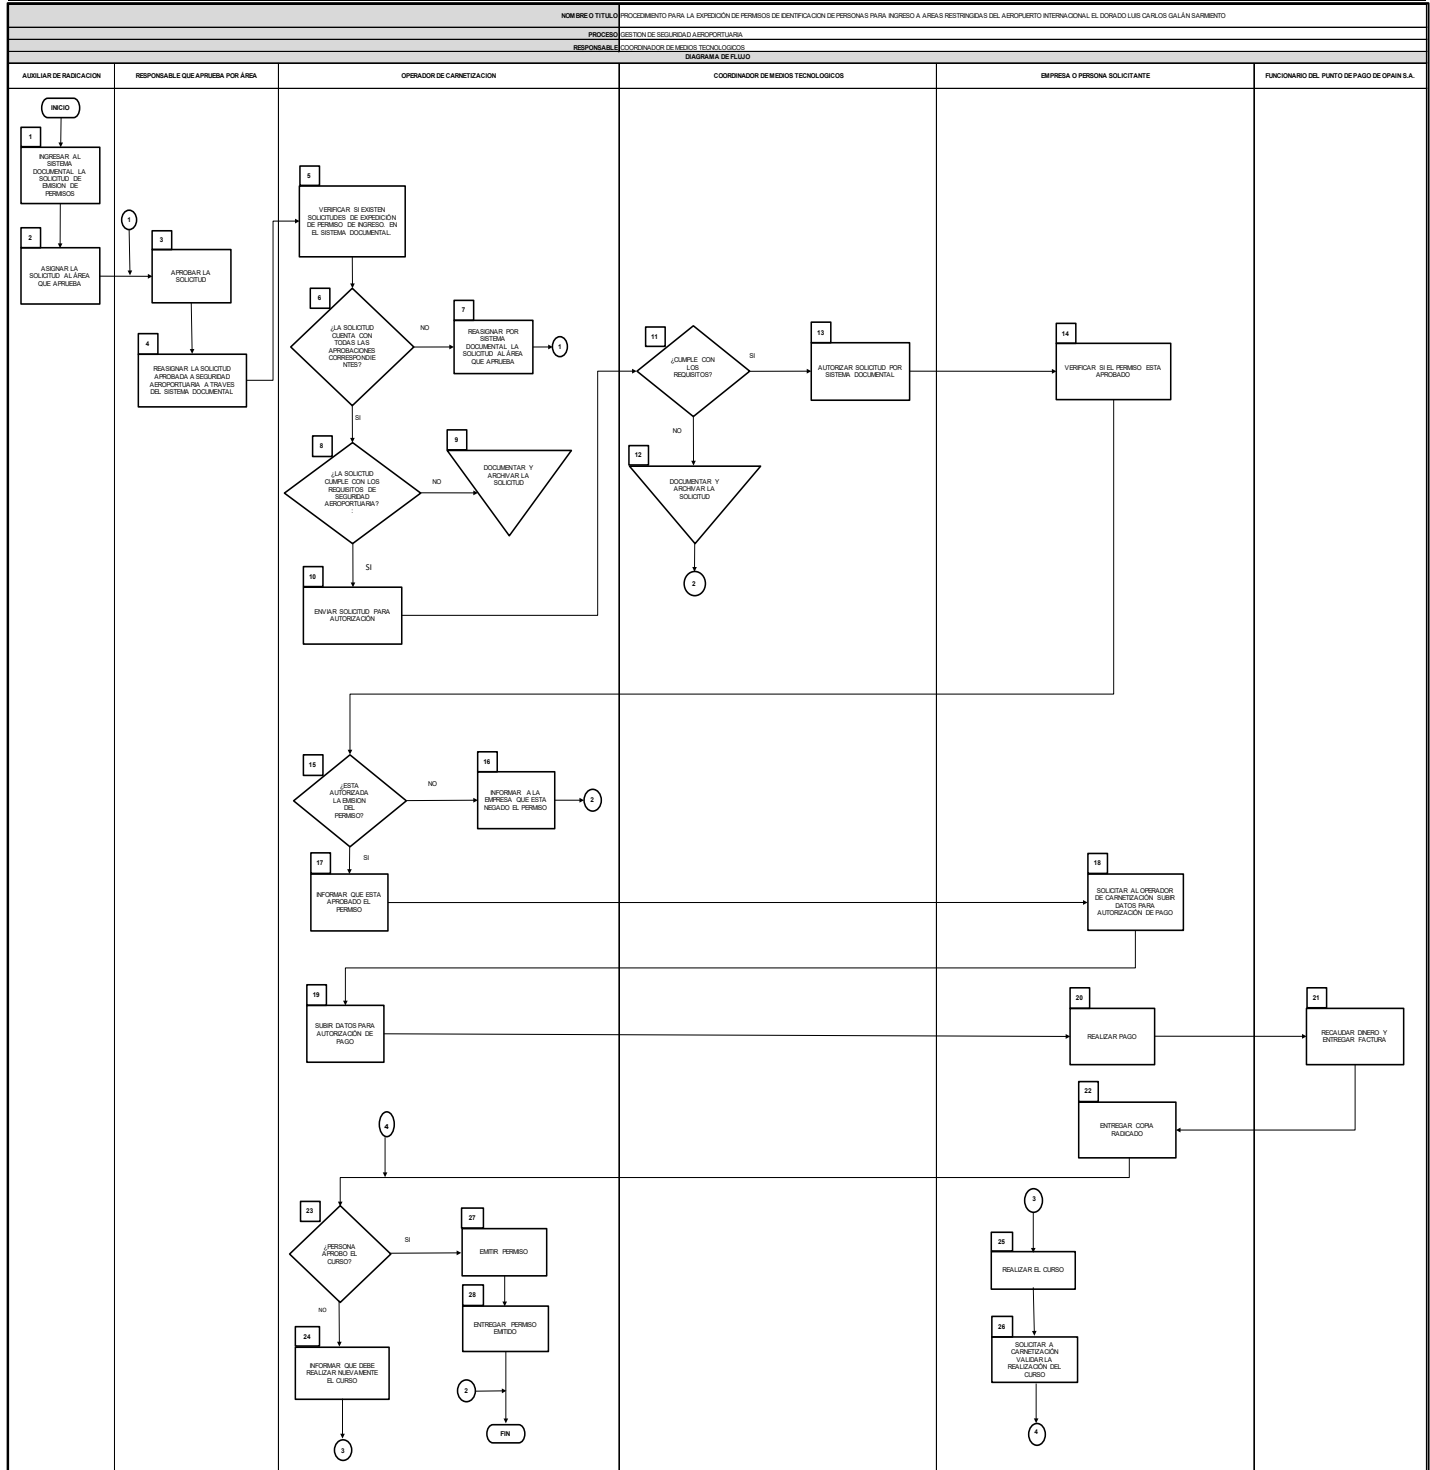 NOMBRE O TITULO PROCEDIMIENTO PARA LA EXPEDICIÓN DE PERMISOS DE IDENTIFICACION DE PERSONAS PARA INGRESO A AREAS RESTRINGIDAS DEL AEROPUERTO INTERNACIONAL EL DORADO LUIS CARLOS GALÁN SARMIENTO
PROCESO GESTION DE SEGURIDAD AEROPORTUARIA
RESPONSABLE COORDINADOR DE MEDIOS TECNOLOGICOS
DIAGRAMA DE FLUJO
AUXILIAR DE RADICACION
RESPONSABLE QUE APRUEBA POR ÁREA
OPERADOR DE CARNETIZACION
COORDINADOR DE MEDIOS TECNOLOGICOS
EMPRESA O PERSONA SOLICITANTE
FUNCIONARIO DEL PUNTO DE PAGO DE OPAIN S.A.
INICIO
1
INGRESAR AL
SISTEMA
DOCUMENTAL LA
SOLICITUD DE
EMISION DE
PERMISOS
2
ASIGNAR LA
SOLICITUD AL ÁREA
QUE APRUEBA
1
3
APROBAR LA
SOLICITUD
4
REASIGNAR LA SOLICITUD
APROBADA A SEGURIDAD
AEROPORTUARIA A TRAVES
DEL SISTEMA DOCUMENTAL
5
VERIFICAR SI EXISTEN
SOLICITUDES DE EXPEDICIÓN
DE PERMISO DE INGRESO. EN
EL SISTEMA DOCUMENTAL.
6
¿LA SOLICITUD
CUENTA CON
TODAS LAS
APROBACIONES
CORRESPONDIE
NTES?
NO
7
REASIGNAR POR
SISTEMA
DOCUMENTAL LA
SOLICITUD AL ÁREA
QUE APRUEBA
1
SI
8
¿LA SOLICTUD
CUMPLE CON LOS
REQUISITOS DE
SEGURIDAD
AEROPORTUARIA?
:
NO
9
DOCUMENTAR Y
ARCHIVAR LA
SOLICITUD
SI
10
ENVIAR SOLICITUD PARA
AUTORIZACIÓN
11
¿CUMPLE CON
LOS
REQUISITOS?
SI
NO
12
DOCUMENTAR Y
ARCHIVAR LA
SOLICITUD
2
13
AUTORIZAR SOLICITUD POR
SISTEMA DOCUMENTAL
14
VERIFICAR SI EL PERMISO ESTA
APROBADO
15
¿ESTA
AUTORIZADA
LA EMISION
DEL
PERMISO?
NO
16
INFORMAR A LA
EMPRESA QUE ESTA
NEGADO EL PERMISO
2
SI
17
INFORMAR QUE ESTA
APROBADO EL
PERMISO
18
SOLICITAR AL OPERADOR
DE CARNETIZACIÓN SUBIR
DATOS PARA
AUTORIZACIÓN DE PAGO
19
SUBIR DATOS PARA
AUTORIZACIÓN DE
PAGO
20
REALIZAR PAGO
21
RECAUDAR DINERO Y
ENTREGAR FACTURA
22
ENTREGAR COPIA
RADICADO
4
23
¿PERSONA
APROBO EL
CURSO?
SI
27
EMITIR PERMISO
28
ENTREGAR PERMISO
EMITIDO
NO
24
INFORMAR QUE DEBE
REALIZAR NUEVAMENTE
EL CURSO
3
2
FIN
3
25
REALIZAR EL CURSO
26
SOLICITAR A
CARNETIZACIÓN
VALIDAR LA
REALIZACIÓN DEL
CURSO
4